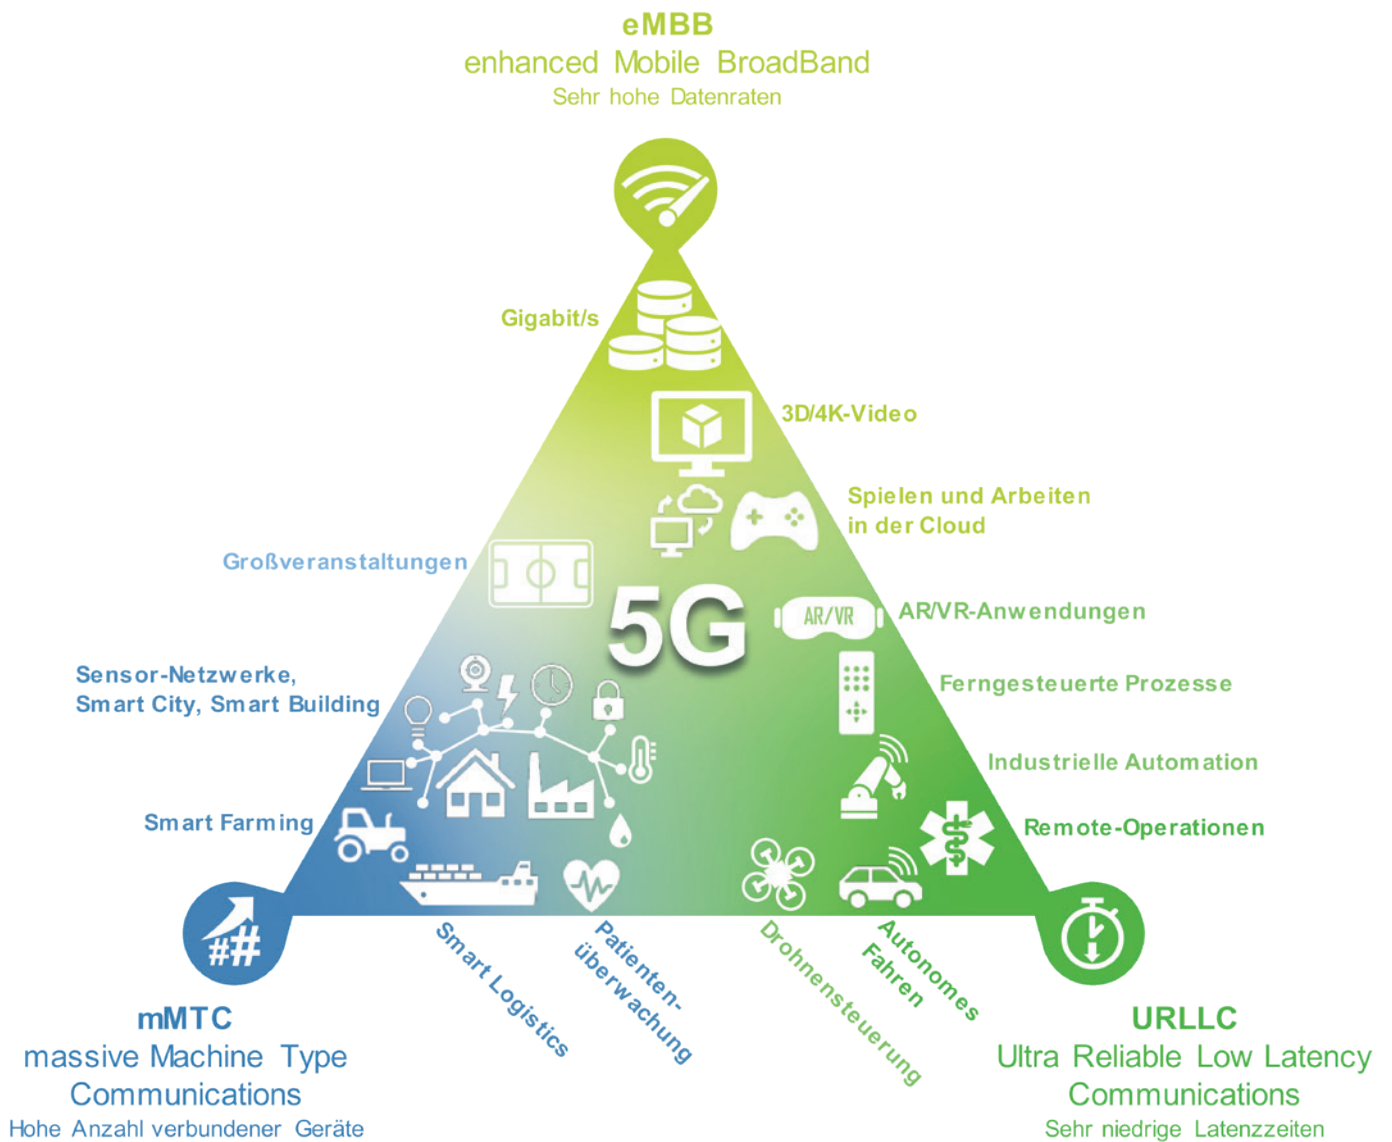 eMBB
enhanced Mobile BroadBand
Sehr hohe Datenraten
Gigabit/s
3D/4K-Video
Spielen und Arbeiten
in der Cloud
Großveranstaltungen
5G
AR/VR
AR/VR-Anwendungen
Sensor-Netzwerke,
Smart City, Smart Building
Ferngesteuerte Prozesse
Industrielle Automation
Smart Farming
Remote-Operationen
Smart Logistics
Patienten-
überwachung
Drohnensteuerung
Autonomes
Fahren
##
mMTC
massive Machine Type
Communications
Hohe Anzahl verbundener Geräte
URLLC
Ultra Reliable Low Latency
Communications
Sehr niedrige Latenzzeiten